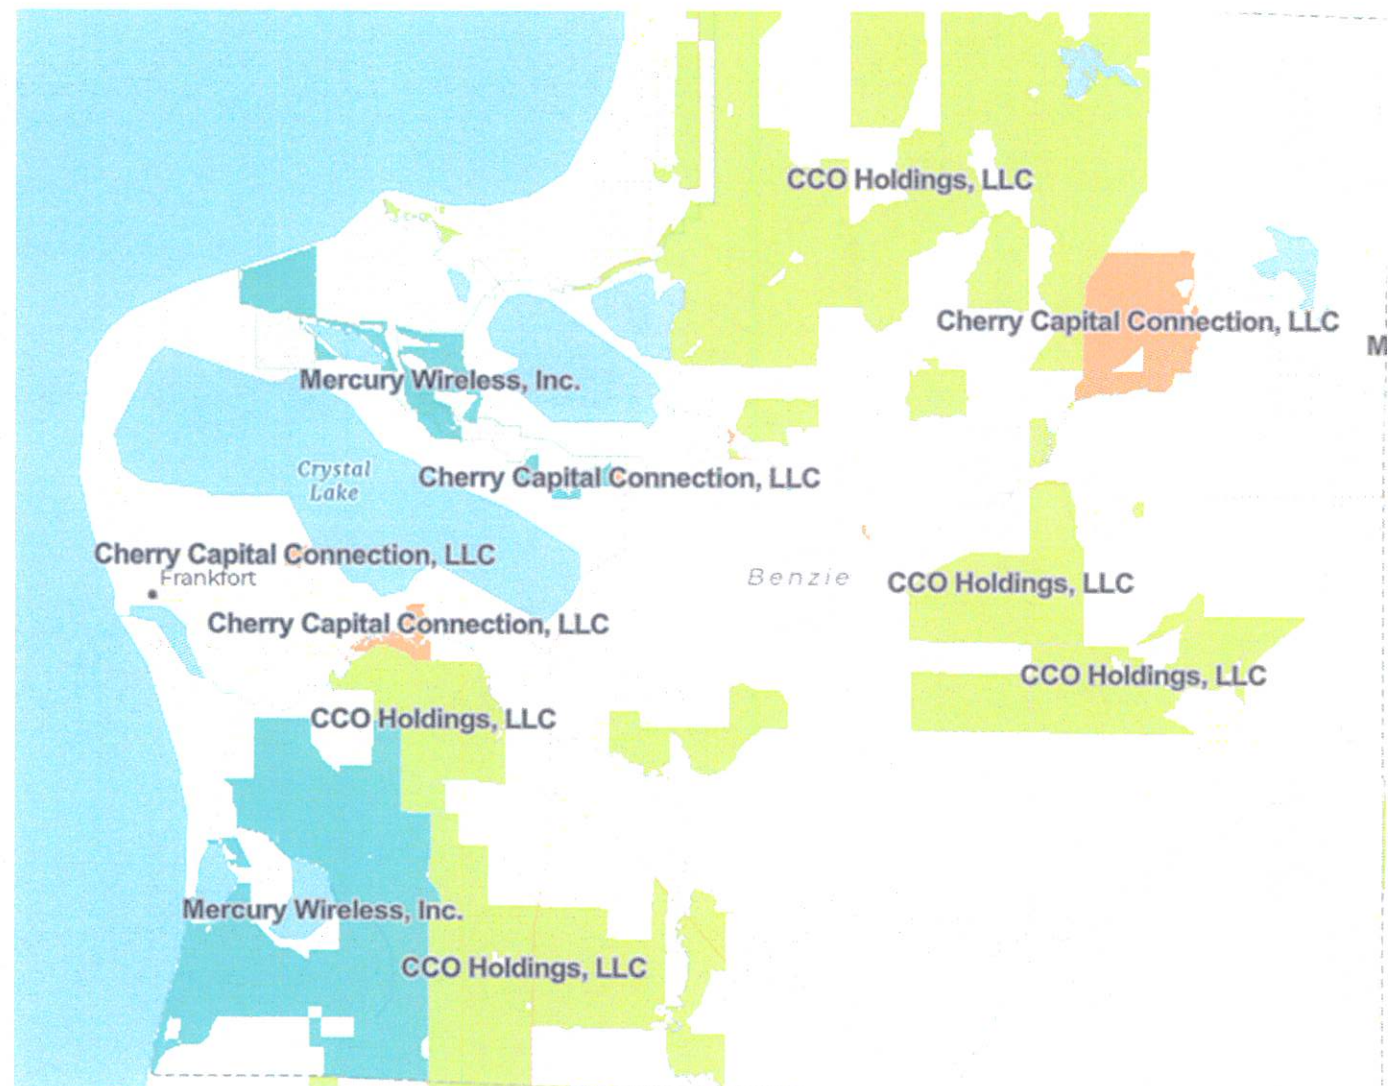 CCO Holdings, LLC
Cherry Capital Connection, LLC
M
Mercury Wireless, Inc.
Crystal
Lake
Cherry Capital Connection, LLC
Cherry Capital Connection, LLC
Frankfort
Benzie
CCO Holdings, LLC
Cherry Capital Connection, LLC
CCO Holdings, LLC
CCO Holdings, LLC
Mercury Wireless, Inc.
CCO Holdings, LLC